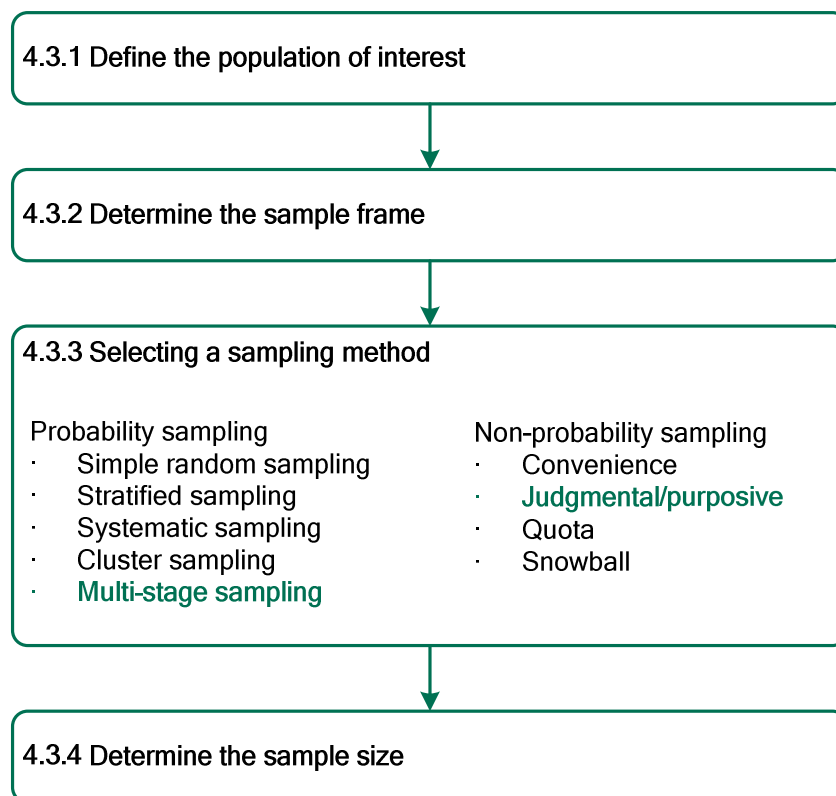 4.3.1 Define the population of interest
4.3.2 Determine the sample frame
4.3.3 Selecting a sampling method
Probability sampling
· Simple random sampling
· Stratified sampling
· Systematic sampling
· Cluster sampling
· Multi-stage sampling
Non-probability sampling
· Convenience
· Judgmental/purposive
· Quota
· Snowball
4.3.4 Determine the sample size